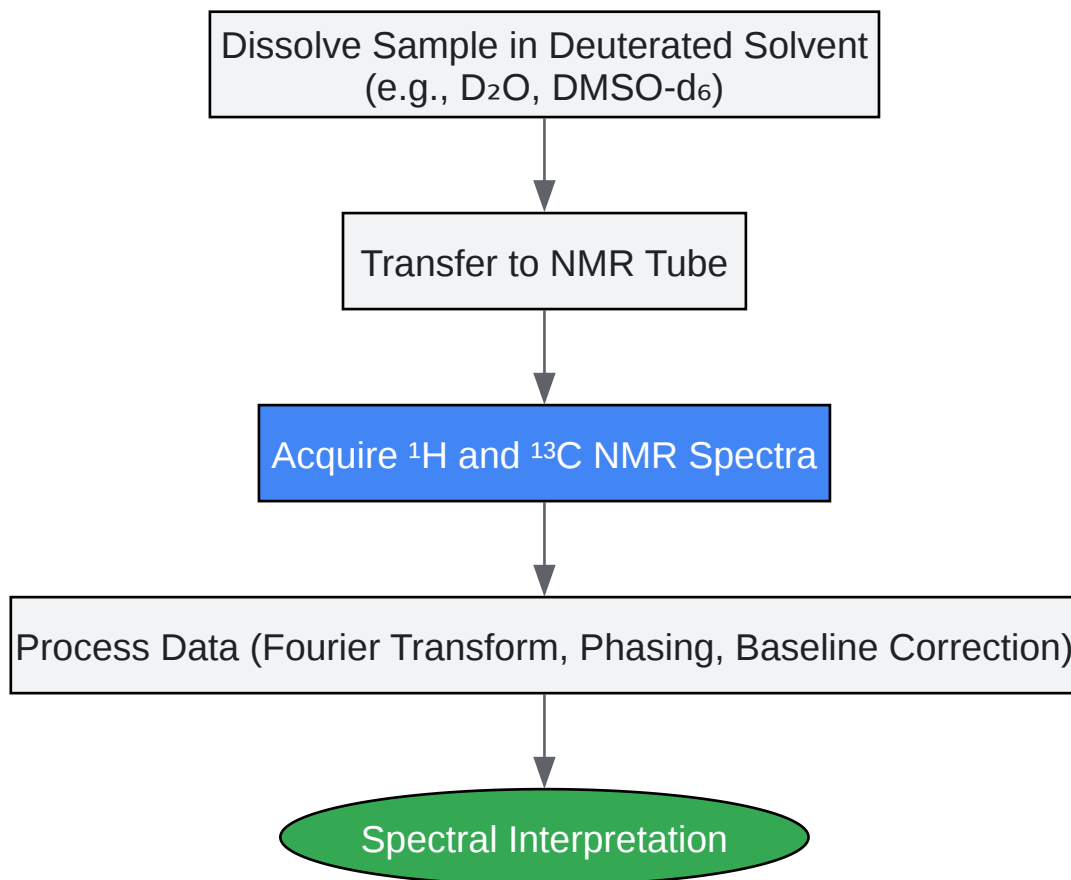 Dissolve Sample in Deuterated Solvent
(e.g., D₂O, DMSO-d₆)
Transfer to NMR Tube
Acquire ¹H and ¹³C NMR Spectra
Process Data (Fourier Transform, Phasing, Baseline Correction)
Spectral Interpretation